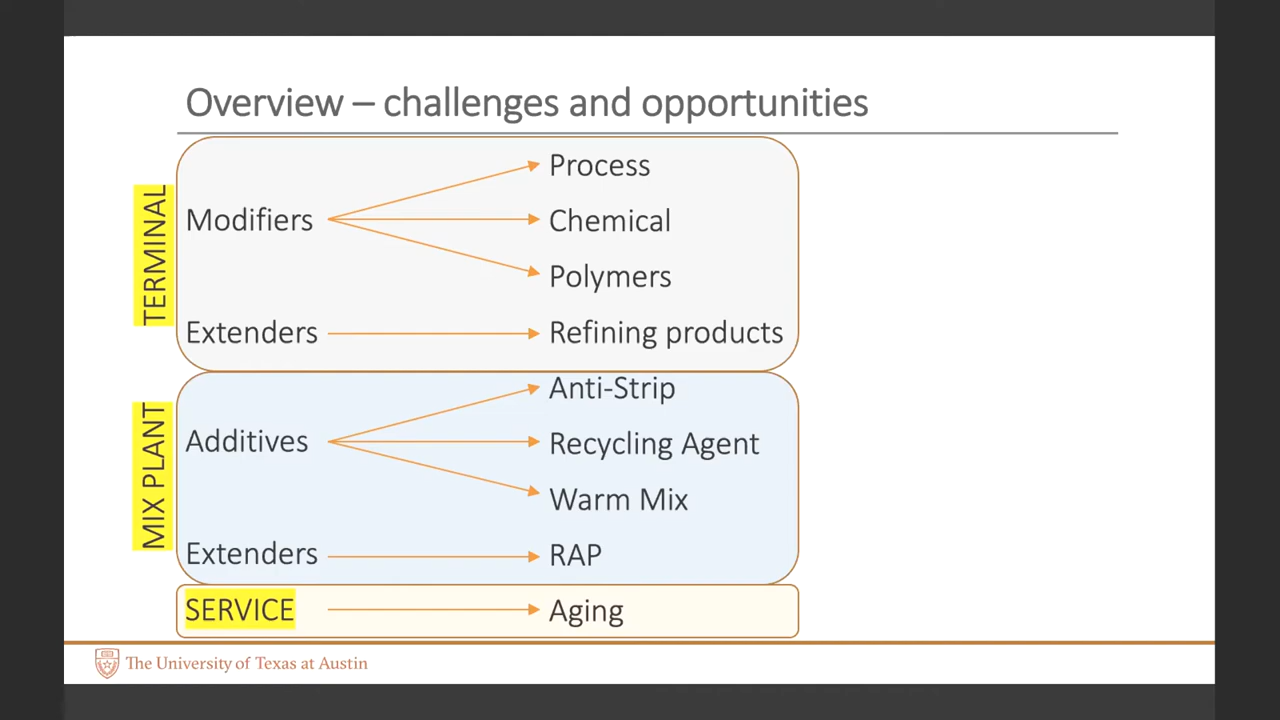 Overview – challenges and opportunities
TERMINAL
Modifiers
Process
Chemical
Polymers
Extenders
Refining products
MIX PLANT
Additives
Anti-Strip
Recycling Agent
Warm Mix
Extenders
RAP
SERVICE
Aging
The University of Texas at Austin